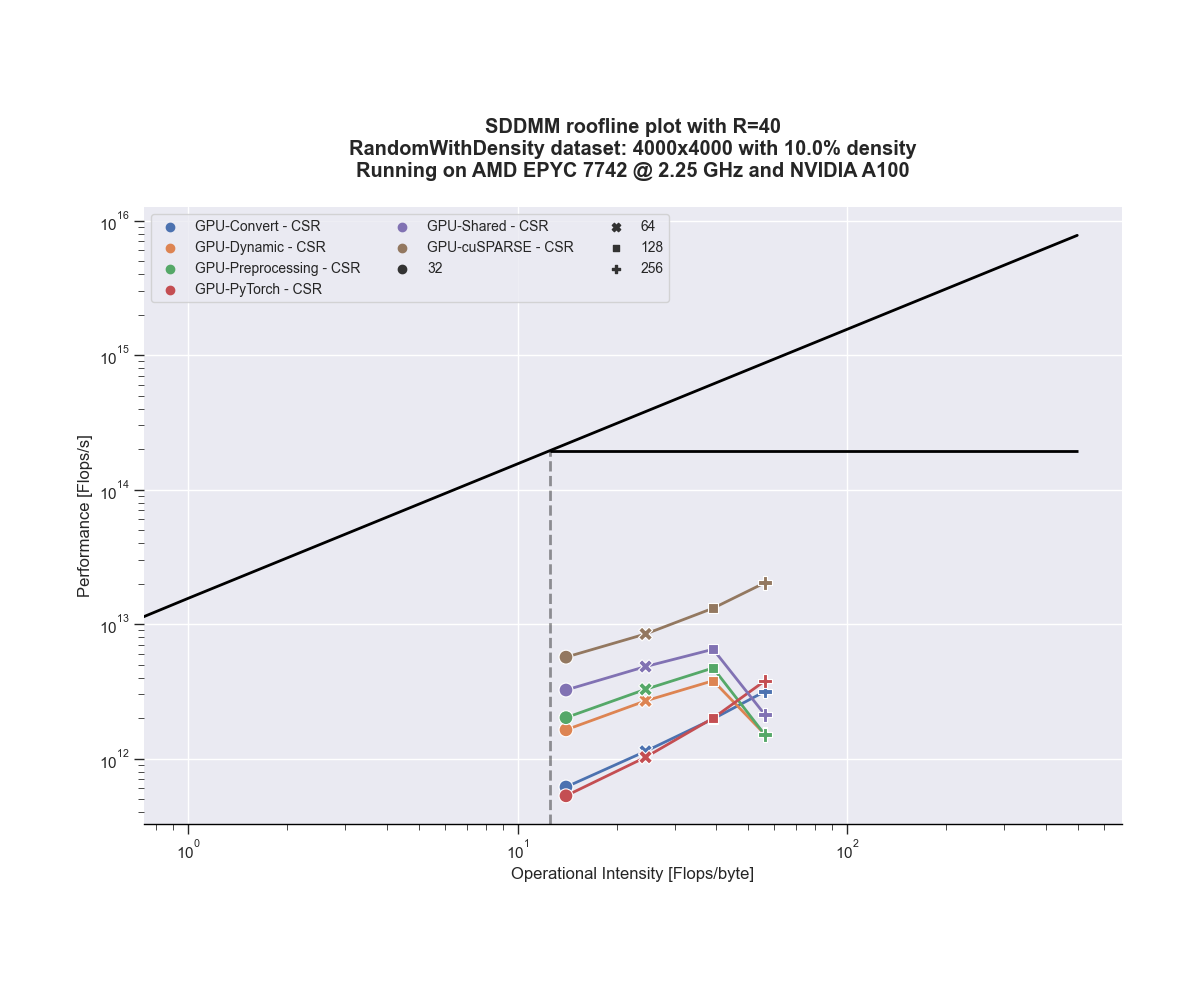 SDDMM roofline plot with R=40
RandomWithDensity dataset: 4000x4000 with 10.0% density
Running on AMD EPYC 7742 @ 2.25 GHz and NVIDIA A100
GPU-Convert - CSR
GPU-Dynamic - CSR
GPU-Preprocessing - CSR
GPU-PyTorch - CSR
GPU-Shared - CSR
GPU-cuSPARSE - CSR
32
64
128
256
Performance [Flops/s]
10^16
10^15
10^14
10^13
10^12
10^0
10^1
10^2
Operational Intensity [Flops/byte]